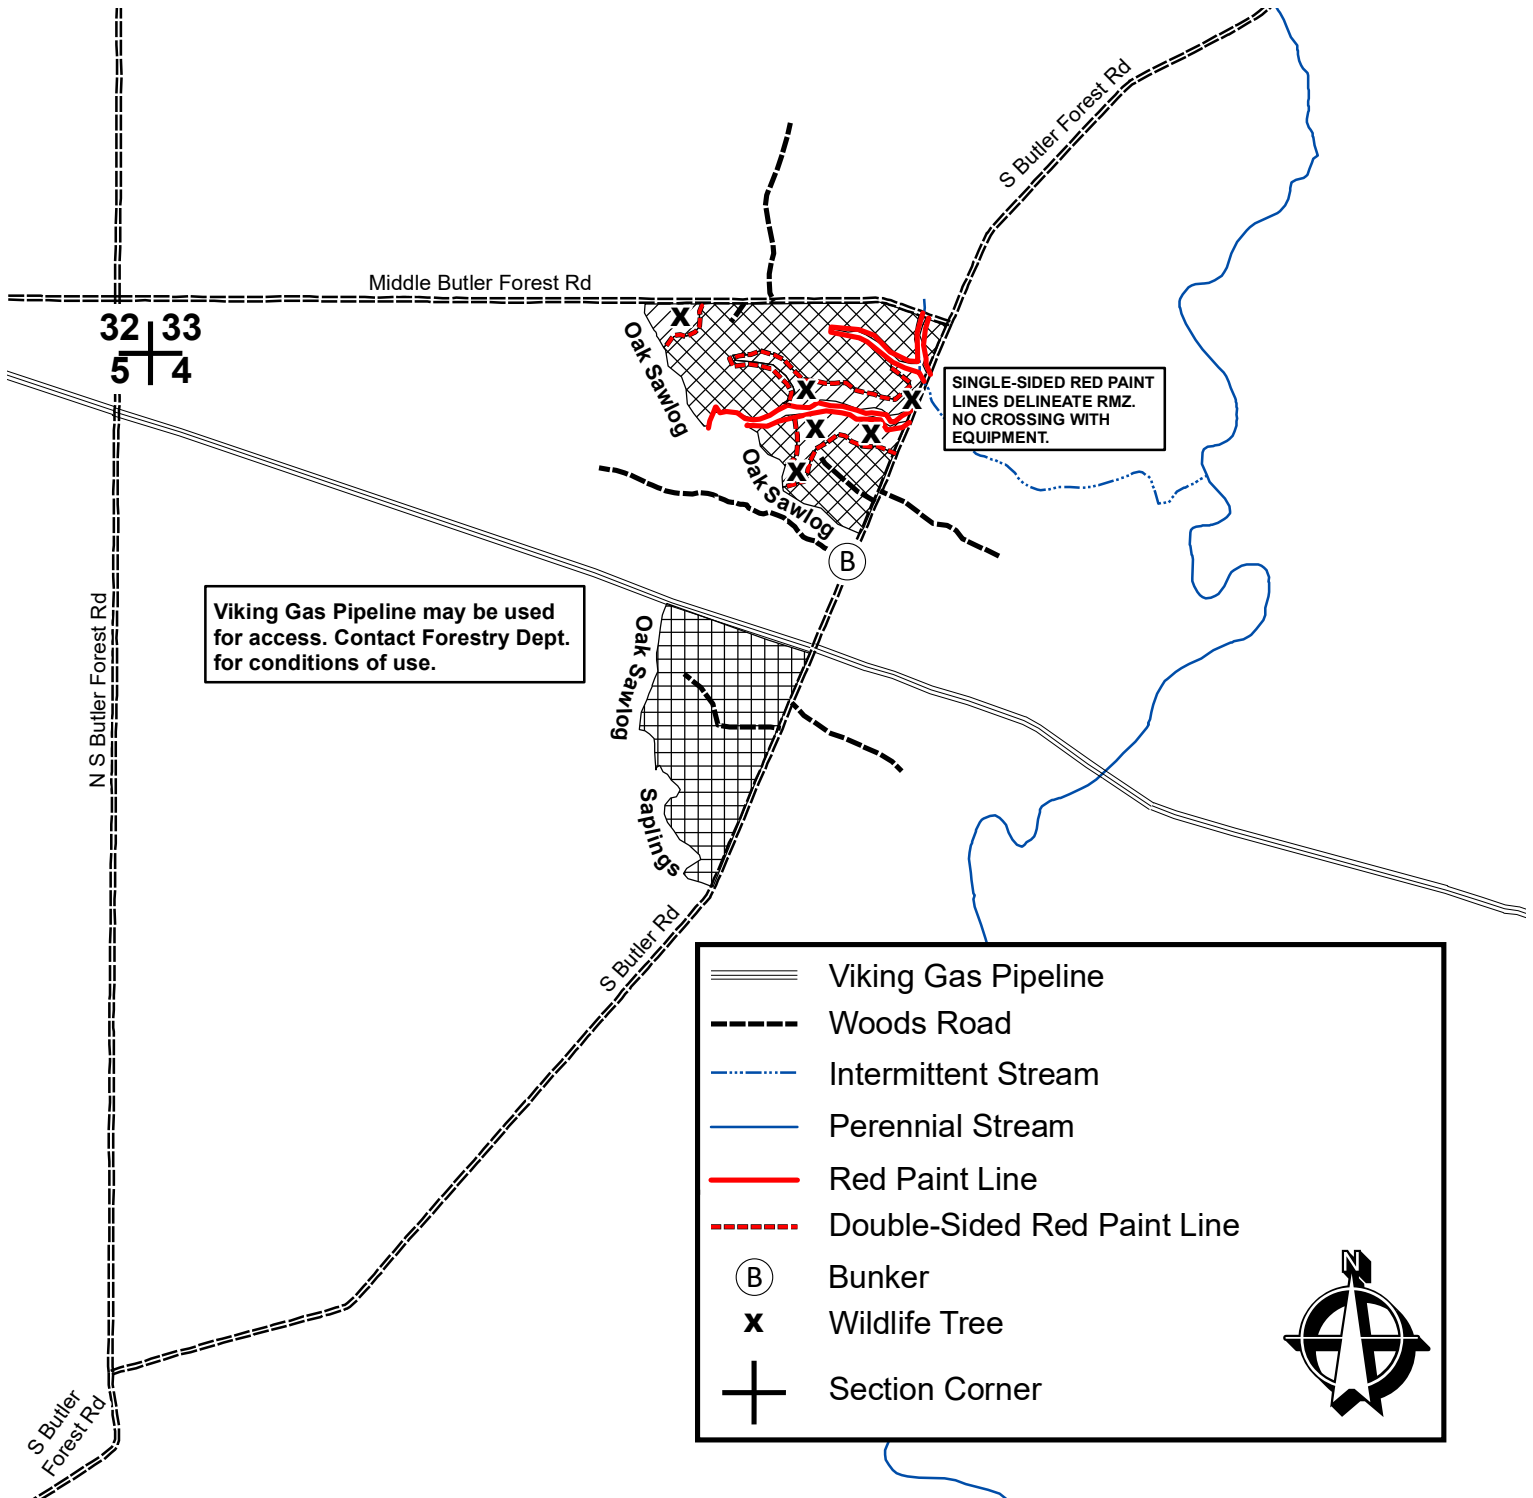 S Butler Forest Rd
Middle Butler Forest Rd
32 33
5 4
Oak Sawlog
SINGLE-SIDED RED PAINT
LINES DELINEATE RMZ.
NO CROSSING WITH
EQUIPMENT.
x
x
x
x
x
x
Oak Sawlog
B
Viking Gas Pipeline may be used
for access. Contact Forestry Dept.
for conditions of use.
N S Butler Forest Rd
Oak Sawlog
Saplings
S Butler Rd
S Butler
Forest Rd
Viking Gas Pipeline
Woods Road
Intermittent Stream
Perennial Stream
Red Paint Line
Double-Sided Red Paint Line
B Bunker
x Wildlife Tree
Section Corner
N